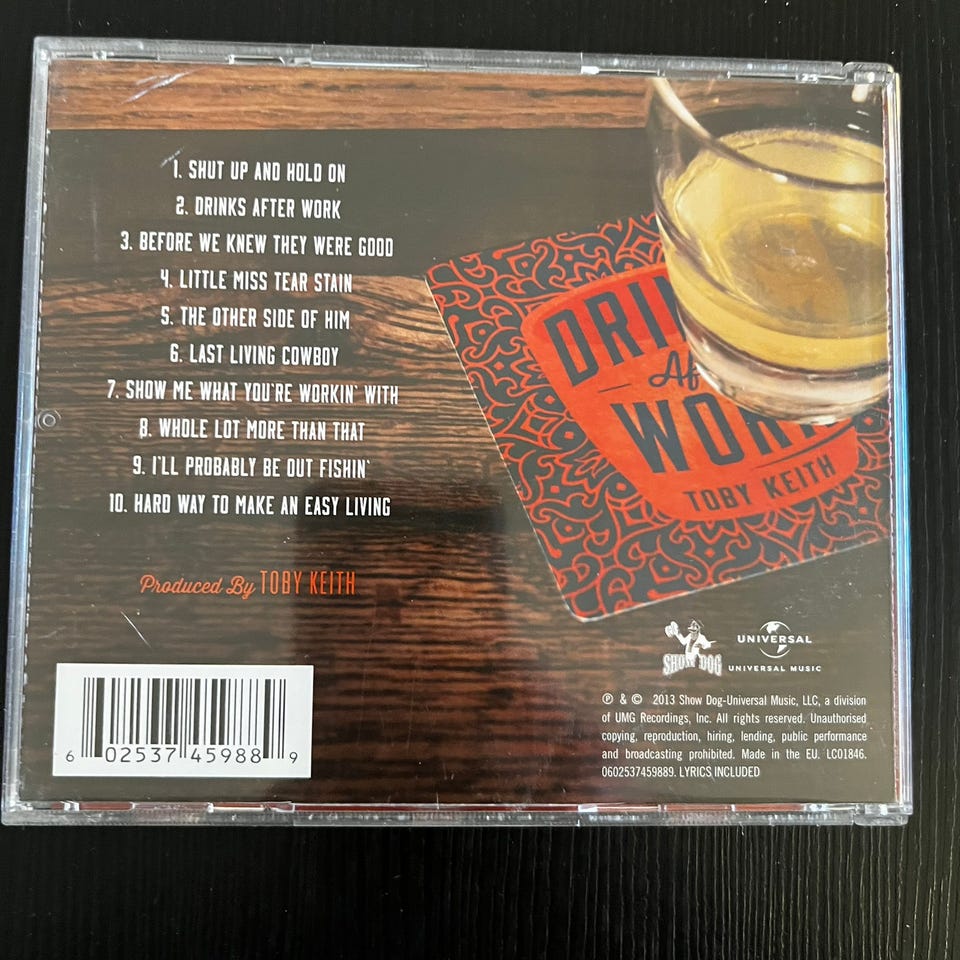 1. SHUT UP AND HOLD ON
2. DRINKS AFTER WORK
3. BEFORE WE KNEW THEY WERE GOOD
4. LITTLE MISS TEAR STAIN
5. THE OTHER SIDE OF HIM
6. LAST LIVING COWBOY
7. SHOW ME WHAT YOU'RE WORKIN' WITH
8. WHOLE LOT MORE THAN THAT
9. I'LL PROBABLY BE OUT FISHIN'
10. HARD WAY TO MAKE AN EASY LIVING
Produced By TOBY KEITH
DRIN
Af
WORK
TOBY KEITH
SHOW DOG
UNIVERSAL
UNIVERSAL MUSIC
℗ & © 2013 Show Dog-Universal Music, LLC, a division
of UMG Recordings, Inc. All rights reserved. Unauthorised
copying, reproduction, hiring, lending, public performance
and broadcasting prohibited. Made in the EU. LC01846.
0602537459889. LYRICS INCLUDED
6 02537 45988 9